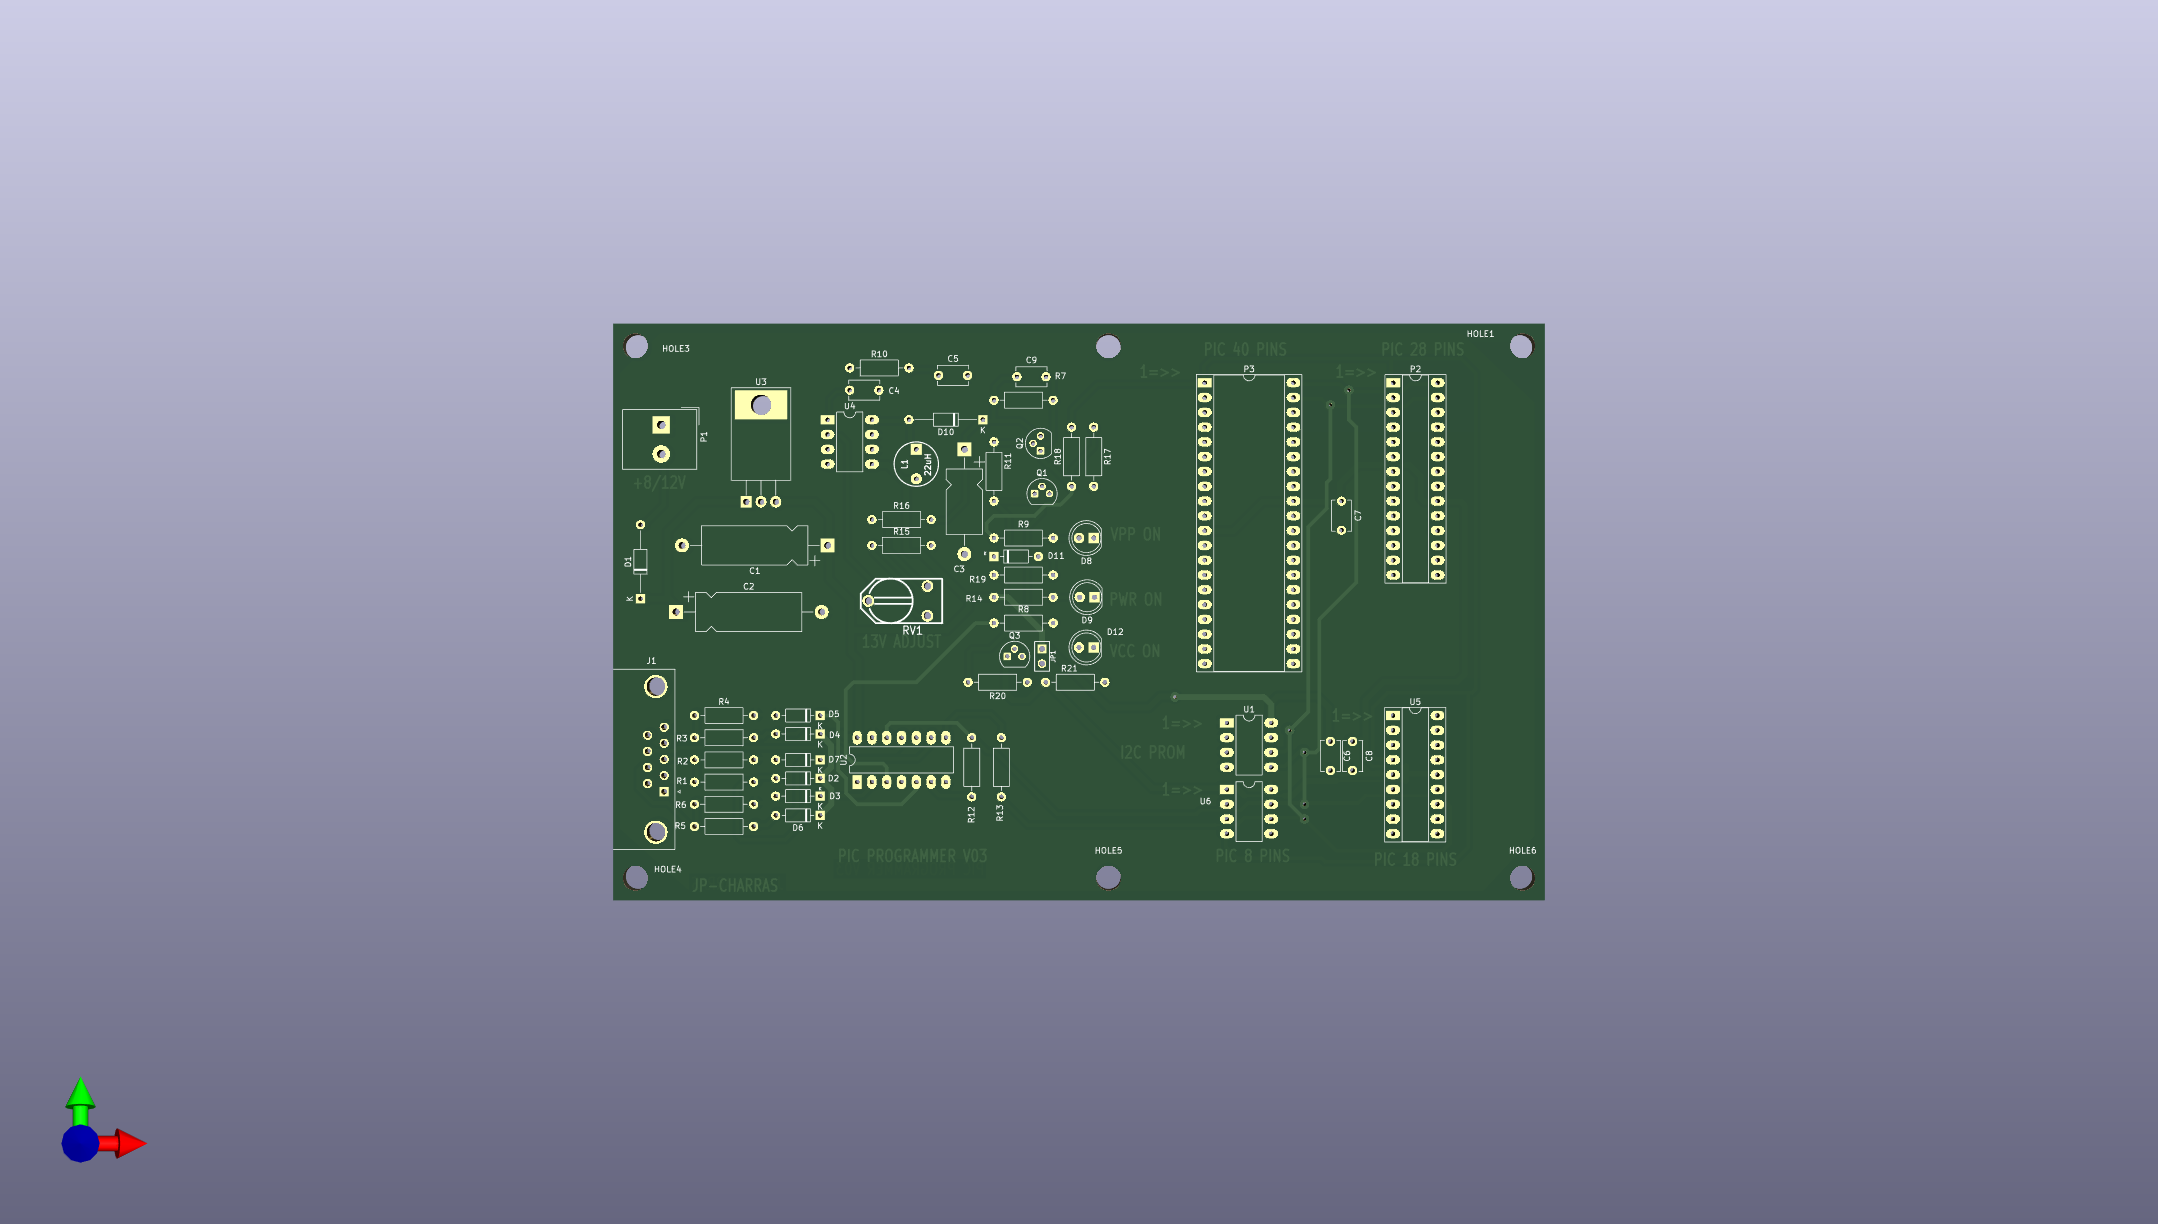 HOLE3
HOLE1
PIC 40 PINS
PIC 28 PINS
R10
C5
C9
R7
1=>>
P3
1=>>
P2
U3
C4
U4
P1
D10
K
Q2
R18
R17
L1
22uH
R11
+8/12V
Q1
R16
C7
R9
VPP ON
R15
D1
C1
C3
D11
D8
R19
C2
K
R14
PWR ON
R8
D9
RV1
13V ADJUST
Q3
D12
JP1
VCC ON
J1
R21
R20
R4
D5
K
U1
U5
1=>>
1=>>
R3
D4
K
R2
D7
K
U2
I2C PROM
C6
C8
R1
D2
R6
D3
K
1=>>
U6
R5
D6
K
R12
R13
PIC PROGRAMMER V03
HOLE5
PIC 8 PINS
HOLE6
PIC 18 PINS
HOLE4
JP-CHARRAS